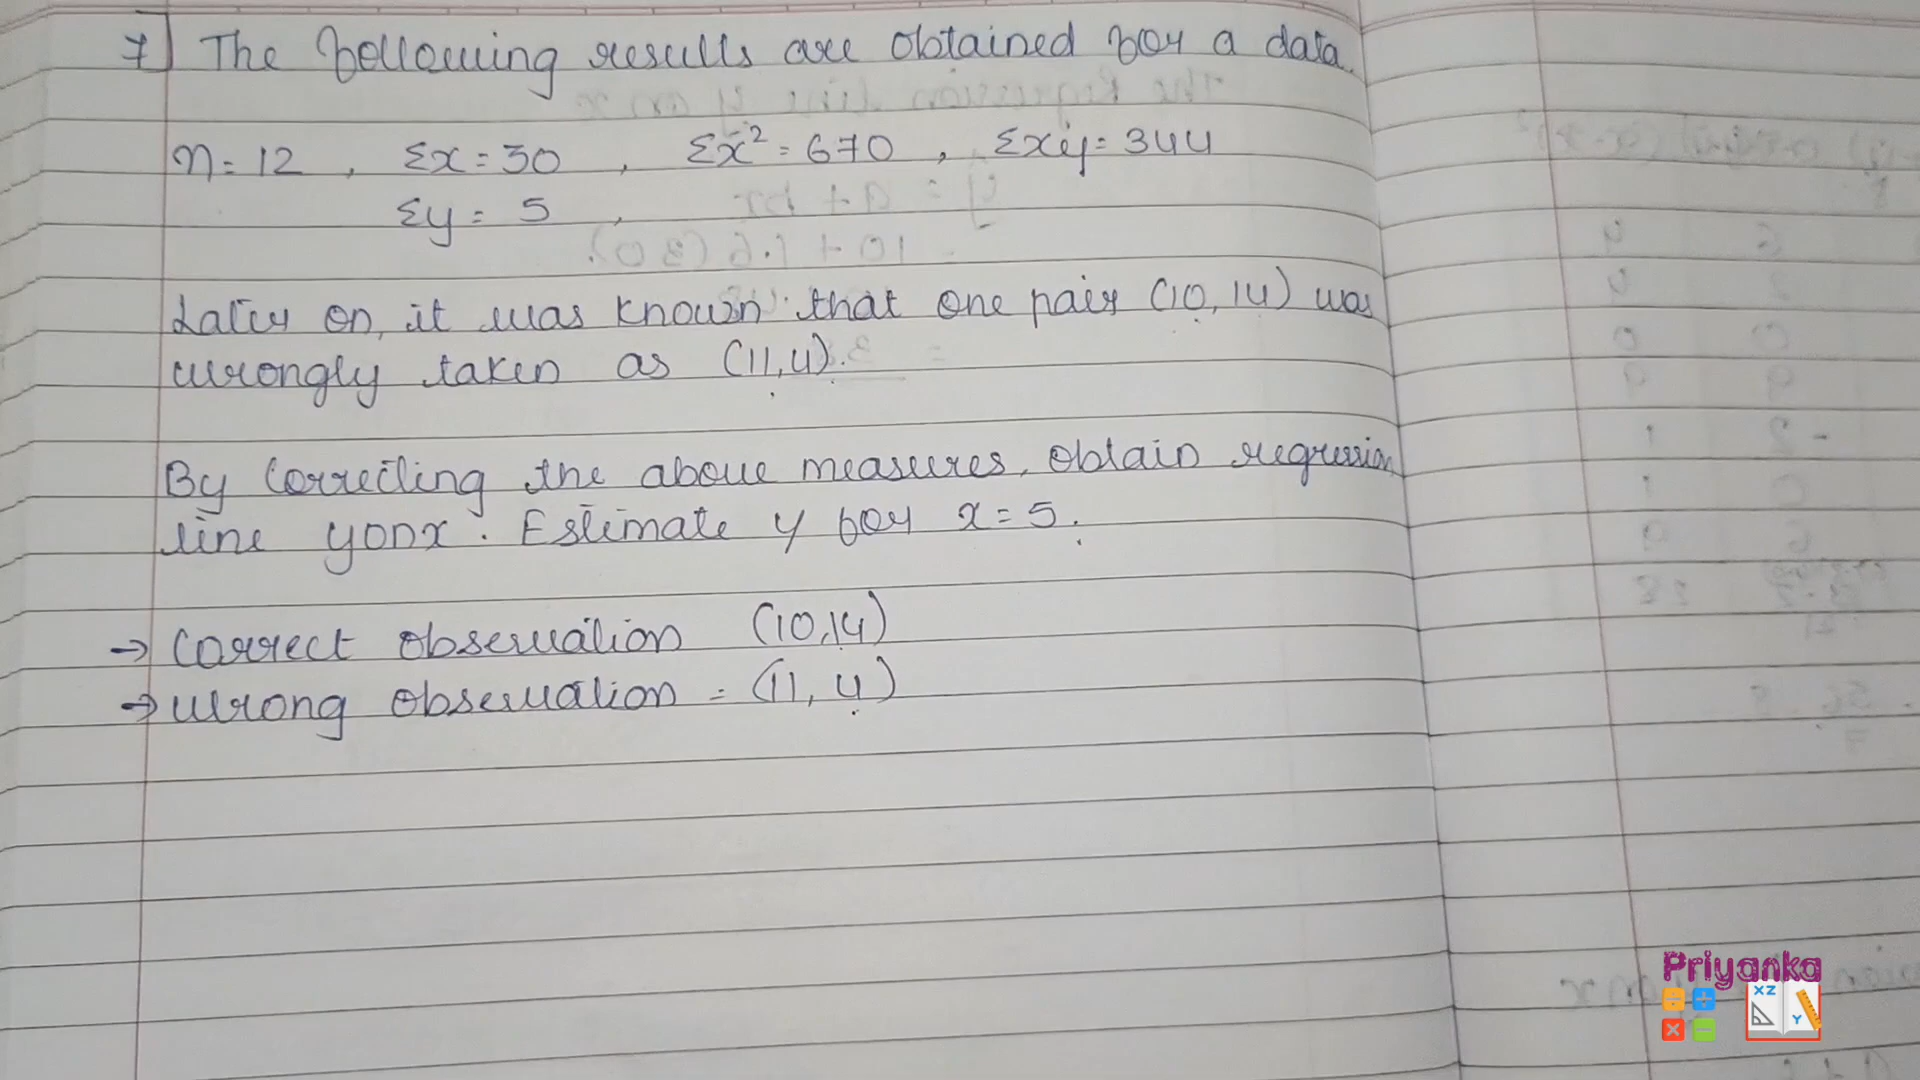 7] The following results are obtained for a data.
n = 12 , Σx = 30 , Σx² = 670 , Σxy = 344
Σy = 5 ,
Later on, it was known that one pair (10, 14) was
wrongly taken as (11, 4).
By correcting the above measures, obtain regression
line y on x . Estimate y for x = 5.
→ Correct observation (10, 14)
→ wrong observation = (11, 4)
Priyanka
XZ
Y